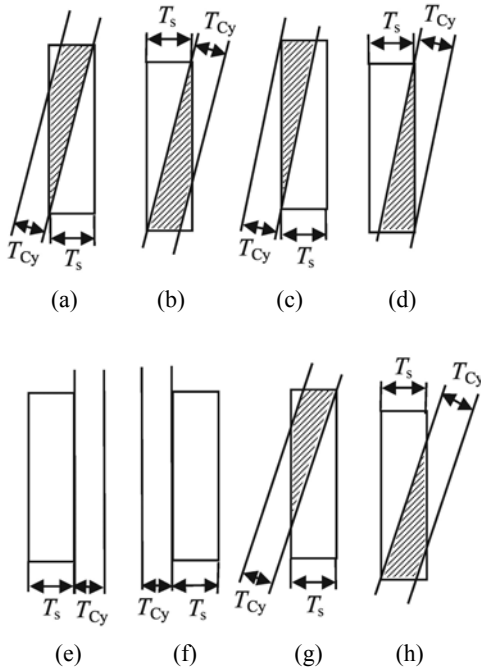 T_s T_Cy T_s T_Cy
T_Cy T_s T_Cy T_s
(a) (b) (c) (d)
T_s T_Cy
T_s T_Cy T_Cy T_s T_Cy T_s
(e) (f) (g) (h)